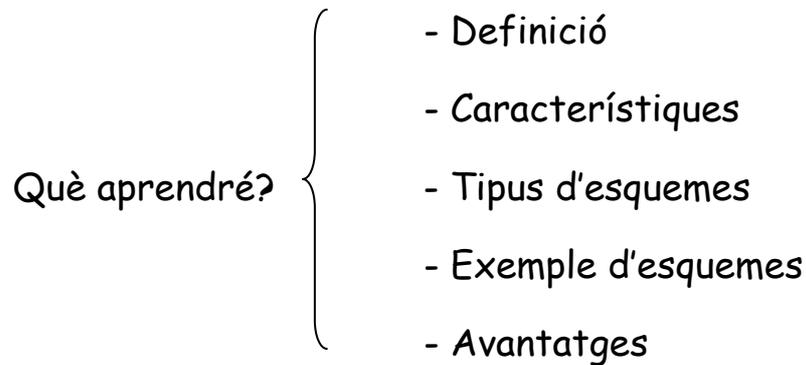 - Definició
- Característiques
Què aprendré?
- Tipus d'esquemes
- Exemple d'esquemes
- Avantatges